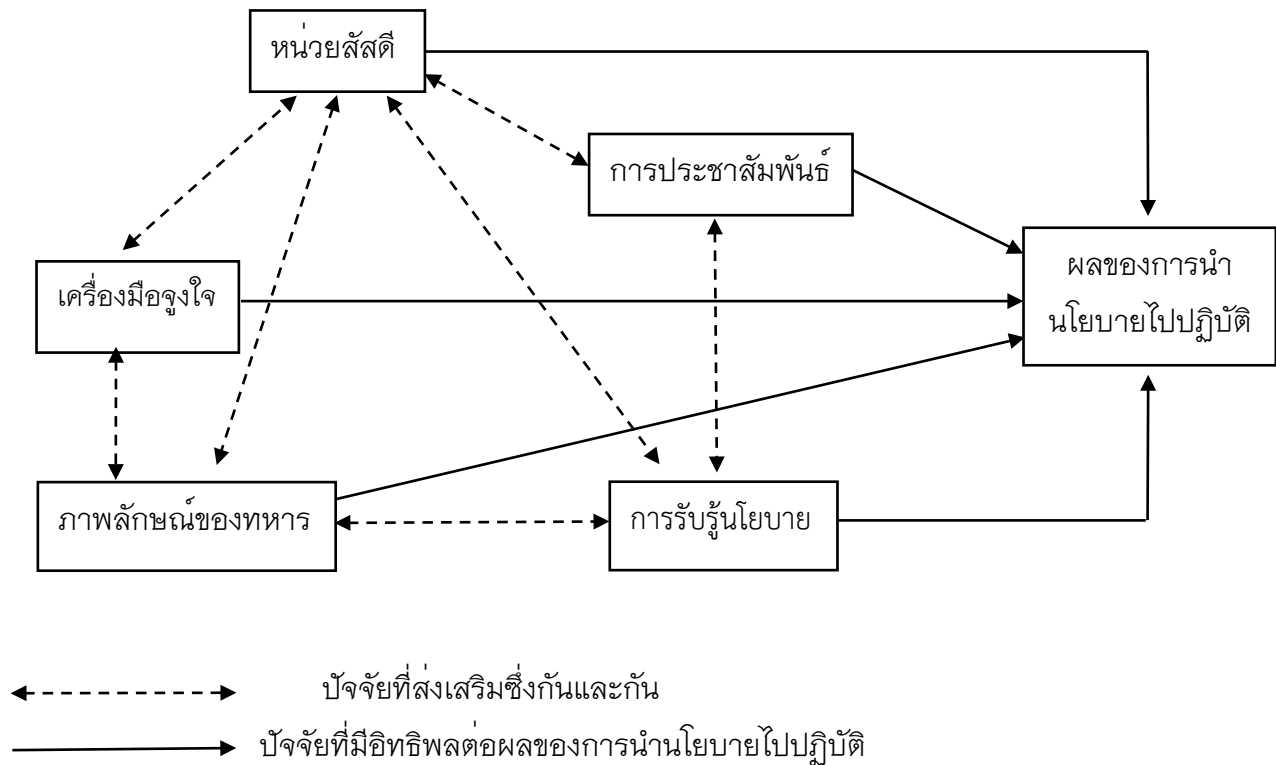 หน่วยสัสดี
การประชาสัมพันธ์
เครื่องมือจูงใจ
ผลของการนำ
นโยบายไปปฏิบัติ
ภาพลักษณ์ของทหาร
การรับรู้นโยบาย
ปัจจัยที่ส่งเสริมซึ่งกันและกัน
ปัจจัยที่มีอิทธิพลต่อผลของการนำนโยบายไปปฏิบัติ